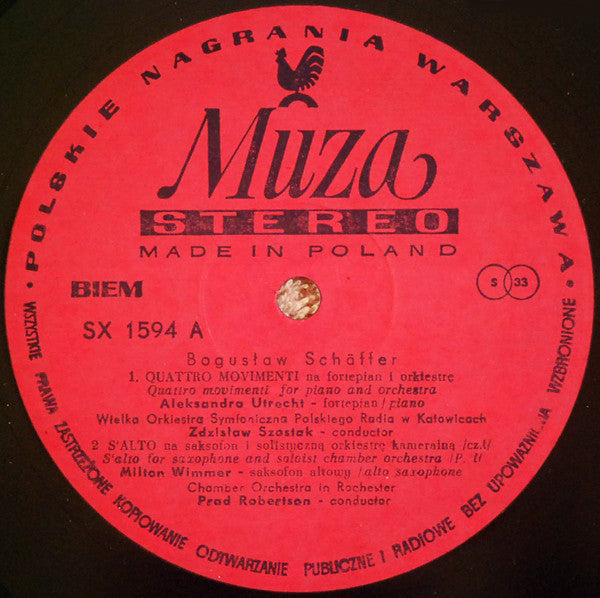 • POLSKIE NAGRANIA WARSZAWA •
Muza
STEREO
MADE IN POLAND
BIEM
S 33
SX 1594 A
Bogusław Schäffer
1. QUATTRO MOVIMENTI na fortepian i orkiestrę
Quattro movimenti for piano and orchestra
Aleksandra Utrecht - fortepian/piano
Wielka Orkiestra Symfoniczna Polskiego Radia w Katowicach
Zdzisław Szostak - conductor
2 S'ALTO na saksofon i solistyczną orkiestrę kameralną /cz.I/
S'alto for saxophone and soloist chamber orchestra /P. I/
Milton Wimmer - saksofon altowy/alto saxophone
Chamber Orchestra in Rochester
Prad Robertson - conductor
WSZYSTKIE PRAWA ZASTRZEŻONE KOPIOWANIE ODTWARZANIE PUBLICZNE I RADIOWE BEZ UPOWAŻNIENIA WZBRONIONE